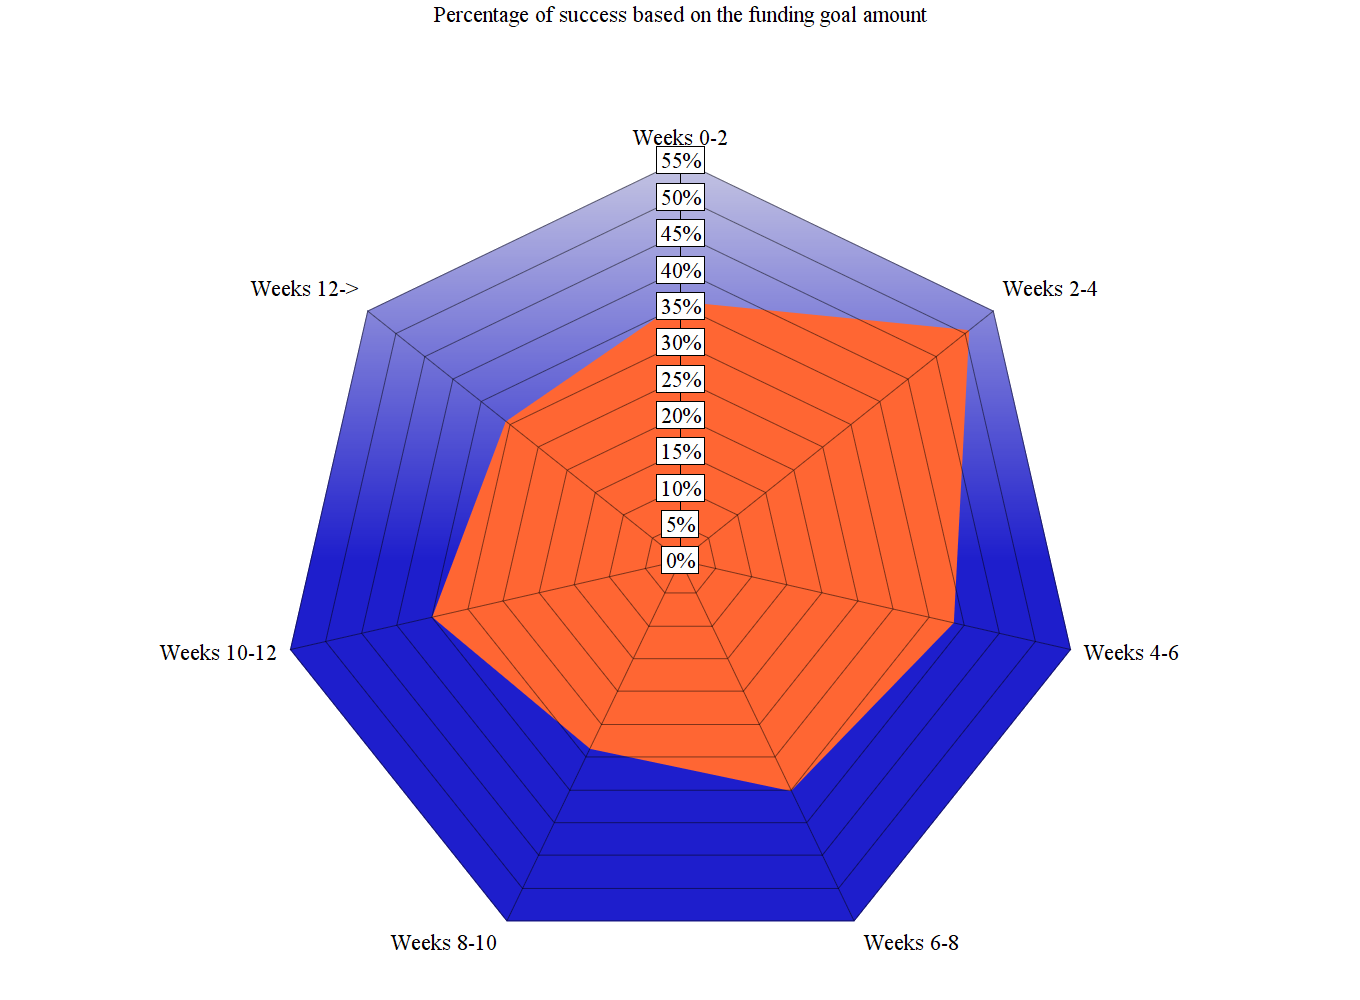 Percentage of success based on the funding goal amount
Weeks 0-2
55%
50%
45%
40%
35%
30%
25%
20%
15%
10%
5%
0%
Weeks 12->
Weeks 2-4
Weeks 10-12
Weeks 4-6
Weeks 8-10
Weeks 6-8